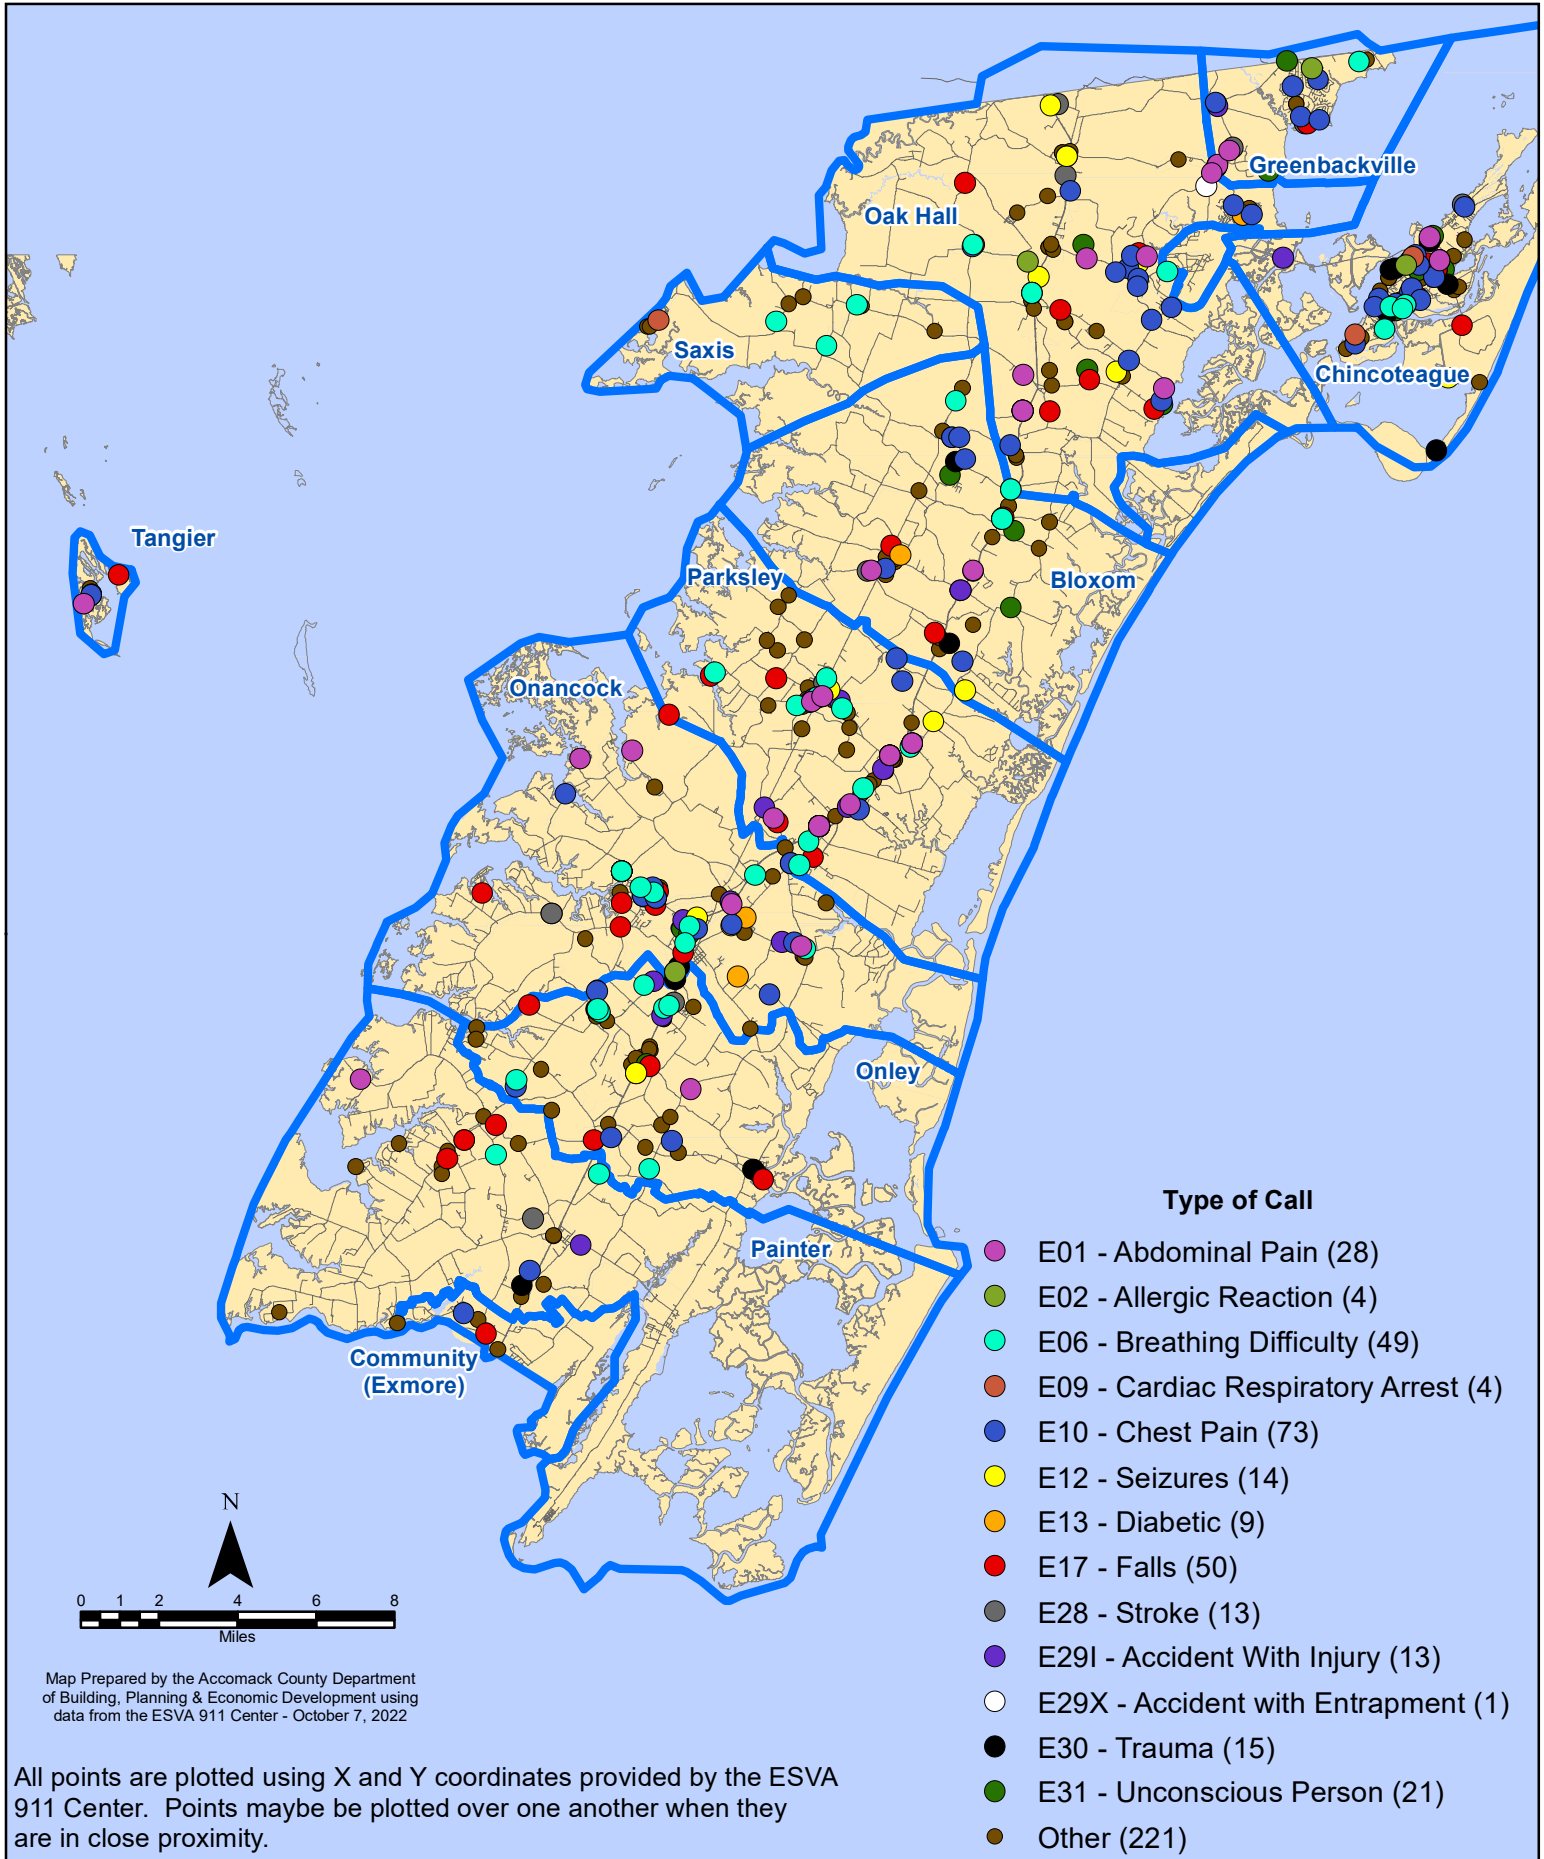 Greenbackville
Oak Hall
Saxis
Chincoteague
Tangier
Parksley
Bloxom
Onancock
Onley
Painter
Community
(Exmore)
Type of Call
E01 - Abdominal Pain (28)
E02 - Allergic Reaction (4)
E06 - Breathing Difficulty (49)
E09 - Cardiac Respiratory Arrest (4)
E10 - Chest Pain (73)
E12 - Seizures (14)
E13 - Diabetic (9)
E17 - Falls (50)
E28 - Stroke (13)
E29I - Accident With Injury (13)
E29X - Accident with Entrapment (1)
E30 - Trauma (15)
E31 - Unconscious Person (21)
Other (221)
N
0 1 2 4 6 8
Miles
Map Prepared by the Accomack County Department
of Building, Planning & Economic Development using
data from the ESVA 911 Center - October 7, 2022
All points are plotted using X and Y coordinates provided by the ESVA
911 Center. Points maybe be plotted over one another when they
are in close proximity.